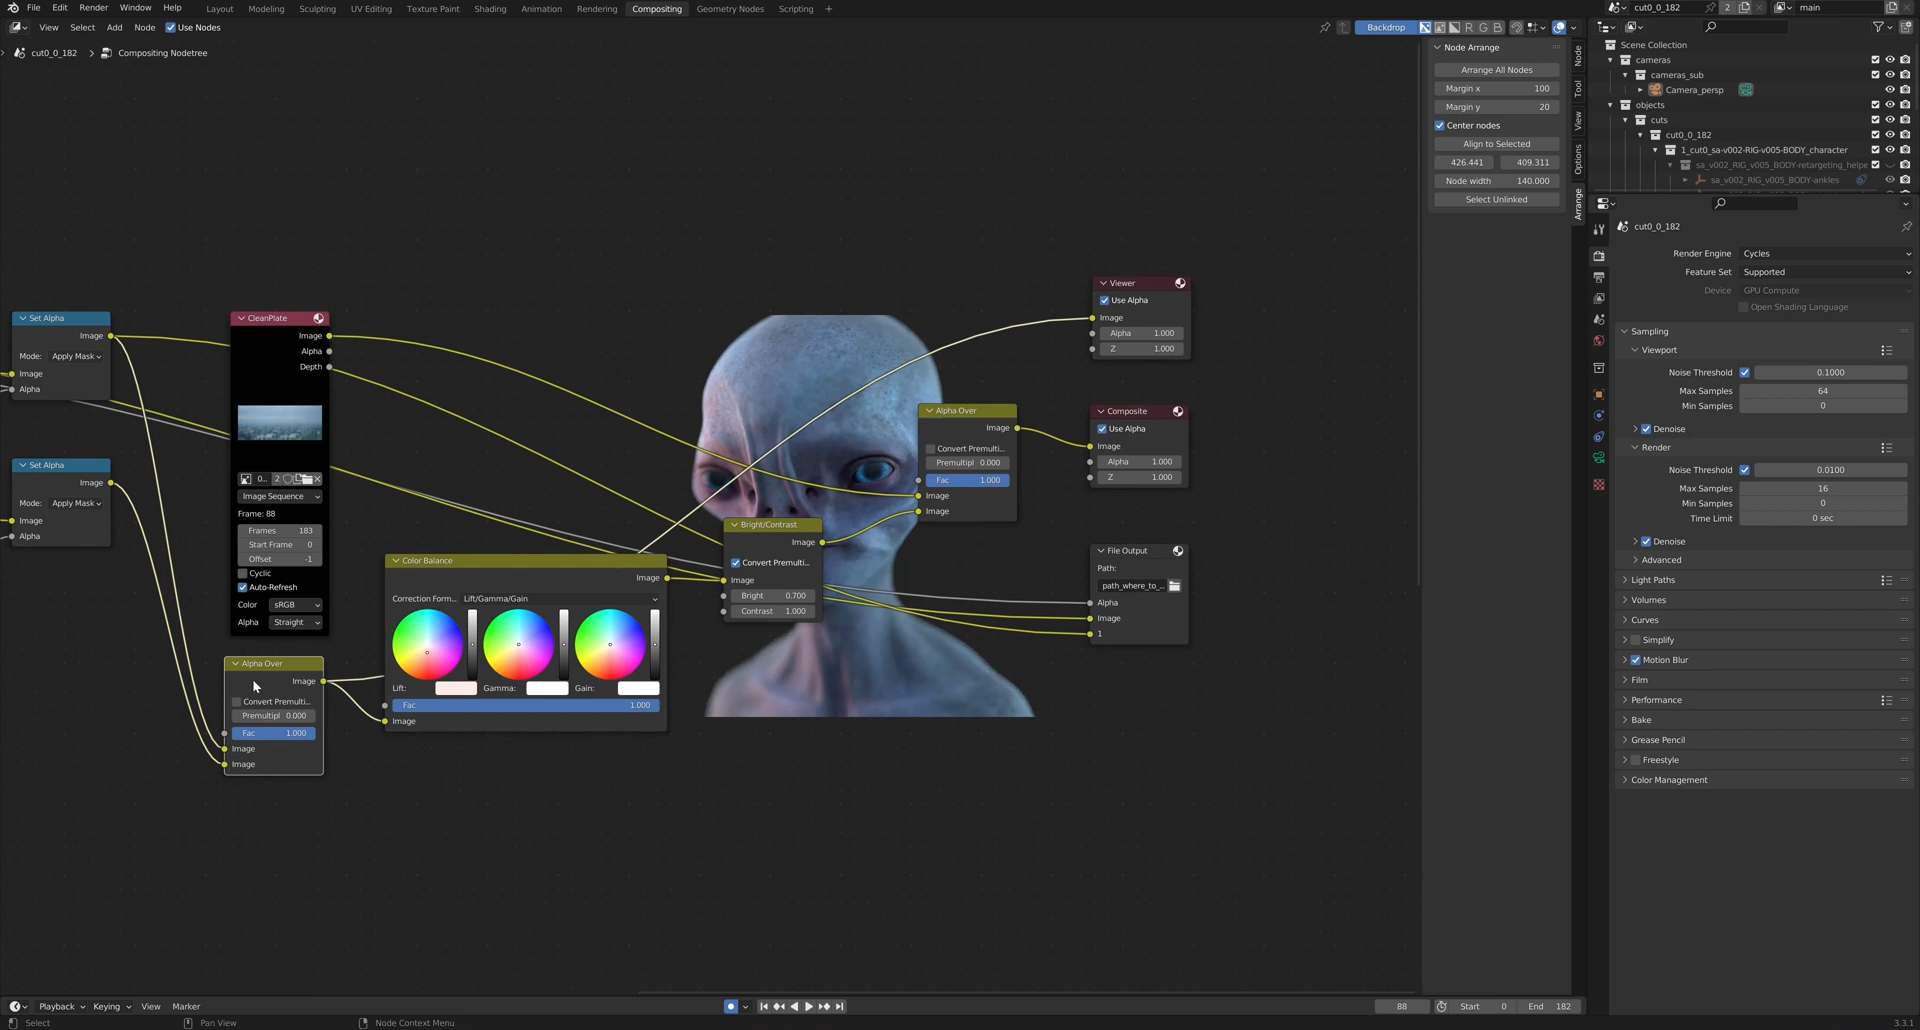 File Edit Render Window Help Layout Modeling Sculpting UV Editing Texture Paint Shading Animation Rendering Compositing Geometry Nodes Scripting +
cut0_0_182 2 main
View Select Add Node Use Nodes Backdrop R G B
cut0_0_182 > Compositing Nodetree
Node Arrange
Arrange All Nodes
Margin x 100
Margin y 20
Center nodes
Align to Selected
426.441 409.311
Node width 140.000
Select Unlinked
Node
Tool
View
Options
Arrange
Scene Collection
cameras
cameras_sub
Camera_persp
objects
cuts
cut0_0_182
1_cut0_sa-v002-RIG-v005-BODY_character
sa_v002_RIG_v005_BODY-retargeting_helpe
sa_v002_RIG_v005_BODY-ankles
cut0_0_182
Render Engine Cycles
Feature Set Supported
Device GPU Compute
Open Shading Language
Sampling
Viewport
Noise Threshold 0.1000
Max Samples 64
Min Samples 0
Denoise
Render
Noise Threshold 0.0100
Max Samples 16
Min Samples 0
Time Limit 0 sec
Denoise
Advanced
Light Paths
Volumes
Curves
Simplify
Motion Blur
Film
Performance
Bake
Grease Pencil
Freestyle
Color Management
Set Alpha
Image
Mode: Apply Mask
Image
Alpha
Set Alpha
Image
Mode: Apply Mask
Image
Alpha
CleanPlate
Image
Alpha
Depth
0... 2
Image Sequence
Frame: 88
Frames 183
Start Frame 0
Offset -1
Cyclic
Auto-Refresh
Color sRGB
Alpha Straight
Alpha Over
Image
Convert Premulti...
Premultipl 0.000
Fac 1.000
Image
Image
Color Balance
Image
Correction Form... Lift/Gamma/Gain
Lift: Gamma: Gain:
Fac 1.000
Image
Bright/Contrast
Image
Convert Premulti...
Image
Bright 0.700
Contrast 1.000
Alpha Over
Image
Convert Premulti...
Premultipl 0.000
Fac 1.000
Image
Image
Viewer
Use Alpha
Image
Alpha 1.000
Z 1.000
Composite
Use Alpha
Image
Alpha 1.000
Z 1.000
File Output
Path:
path_where_to_...
Alpha
Image
1
Playback Keying View Marker 88 Start 0 End 182
Select Pan View Node Context Menu 3.3.1